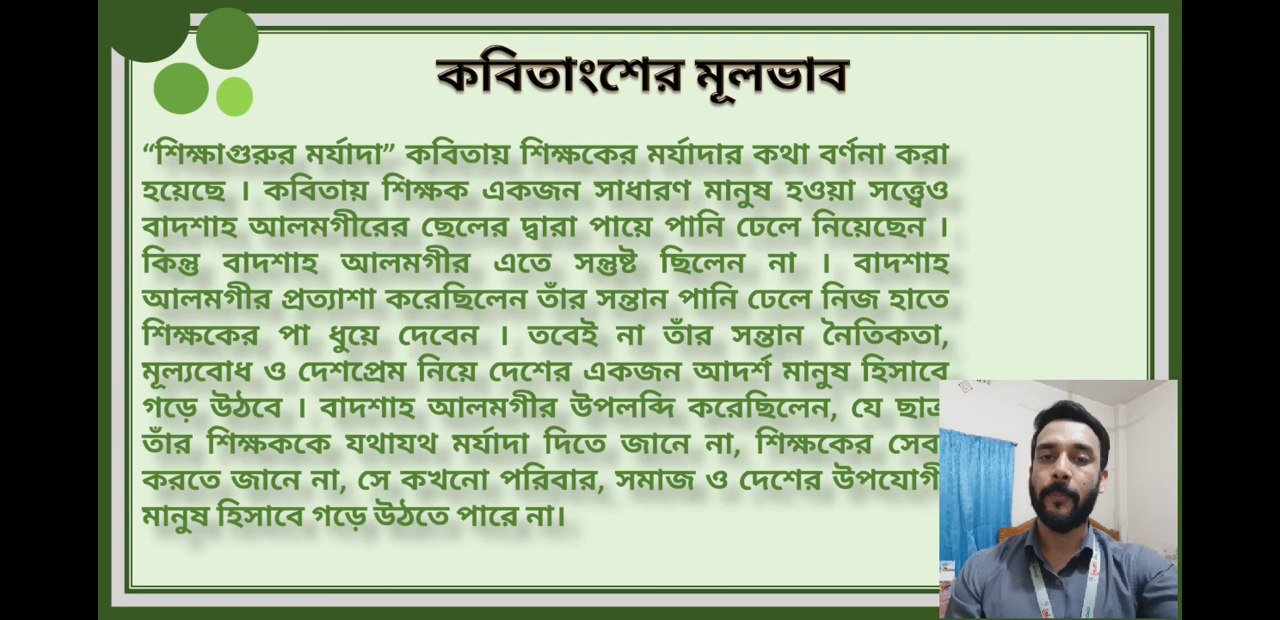 কবিতাংশের মূলভাব
“শিক্ষাগুরুর মর্যাদা” কবিতায় শিক্ষকের মর্যাদার কথা বর্ণনা করা
হয়েছে । কবিতায় শিক্ষক একজন সাধারণ মানুষ হওয়া সত্ত্বেও
বাদশাহ আলমগীরের ছেলের দ্বারা পায়ে পানি ঢেলে নিয়েছেন ।
কিন্তু বাদশাহ আলমগীর এতে সন্তুষ্ট ছিলেন না । বাদশাহ
আলমগীর প্রত্যাশা করেছিলেন তাঁর সন্তান পানি ঢেলে নিজ হাতে
শিক্ষকের পা ধুয়ে দেবেন । তবেই না তাঁর সন্তান নৈতিকতা,
মূল্যবোধ ও দেশপ্রেম নিয়ে দেশের একজন আদর্শ মানুষ হিসাবে
গড়ে উঠবে । বাদশাহ আলমগীর উপলব্দি করেছিলেন, যে ছাত্র
তাঁর শিক্ষককে যথাযথ মর্যাদা দিতে জানে না, শিক্ষকের সেবা
করতে জানে না, সে কখনো পরিবার, সমাজ ও দেশের উপযোগী
মানুষ হিসাবে গড়ে উঠতে পারে না।